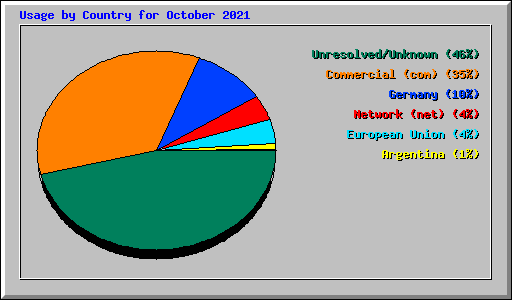 Usage by Country for October 2021
Unresolved/Unknown (46%)
Commercial (com) (35%)
Germany (10%)
Network (net) (4%)
European Union (4%)
Argentina (1%)